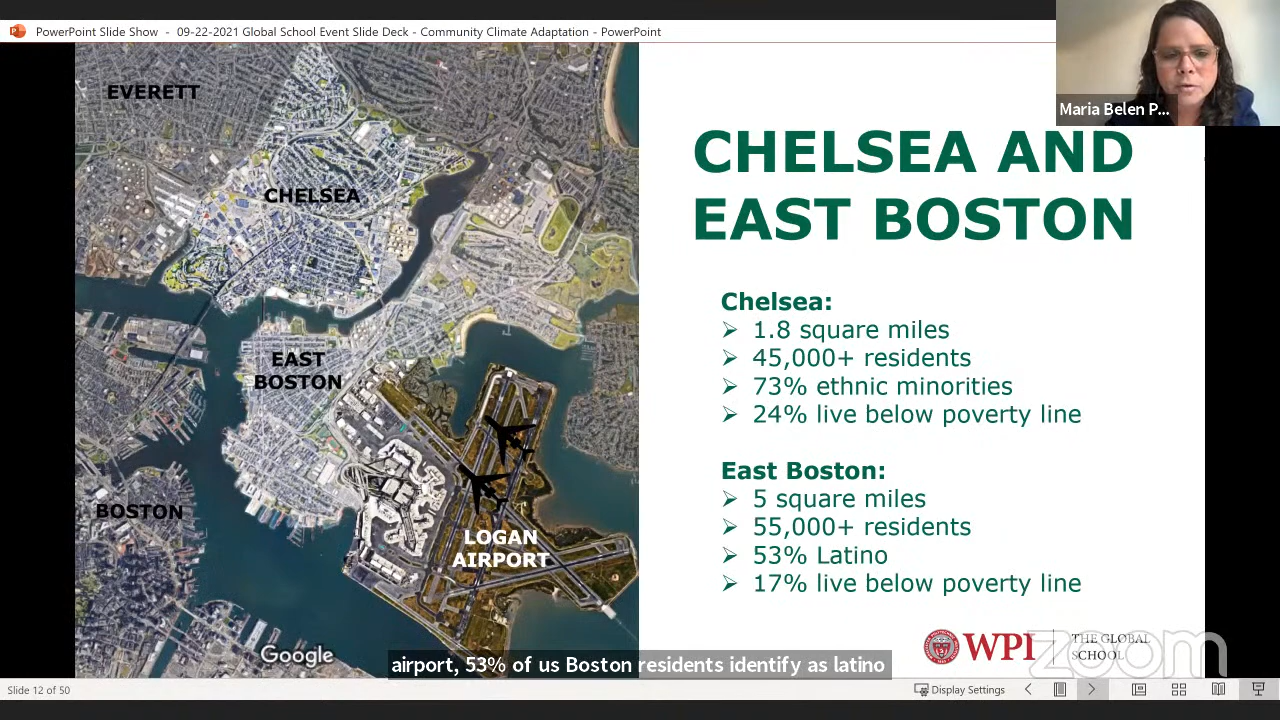 PowerPoint Slide Show - 09-22-2021 Global School Event Slide Deck - Community Climate Adaptation - PowerPoint
Maria Belen P...
EVERETT
CHELSEA
EAST
BOSTON
BOSTON
LOGAN
AIRPORT
Google
CHELSEA AND
EAST BOSTON
Chelsea:
➢ 1.8 square miles
➢ 45,000+ residents
➢ 73% ethnic minorities
➢ 24% live below poverty line
East Boston:
➢ 5 square miles
➢ 55,000+ residents
➢ 53% Latino
➢ 17% live below poverty line
WPI
THE GLOBAL
SCHOOL
zoom
airport, 53% of us Boston residents identify as latino
Slide 12 of 50
Display Settings